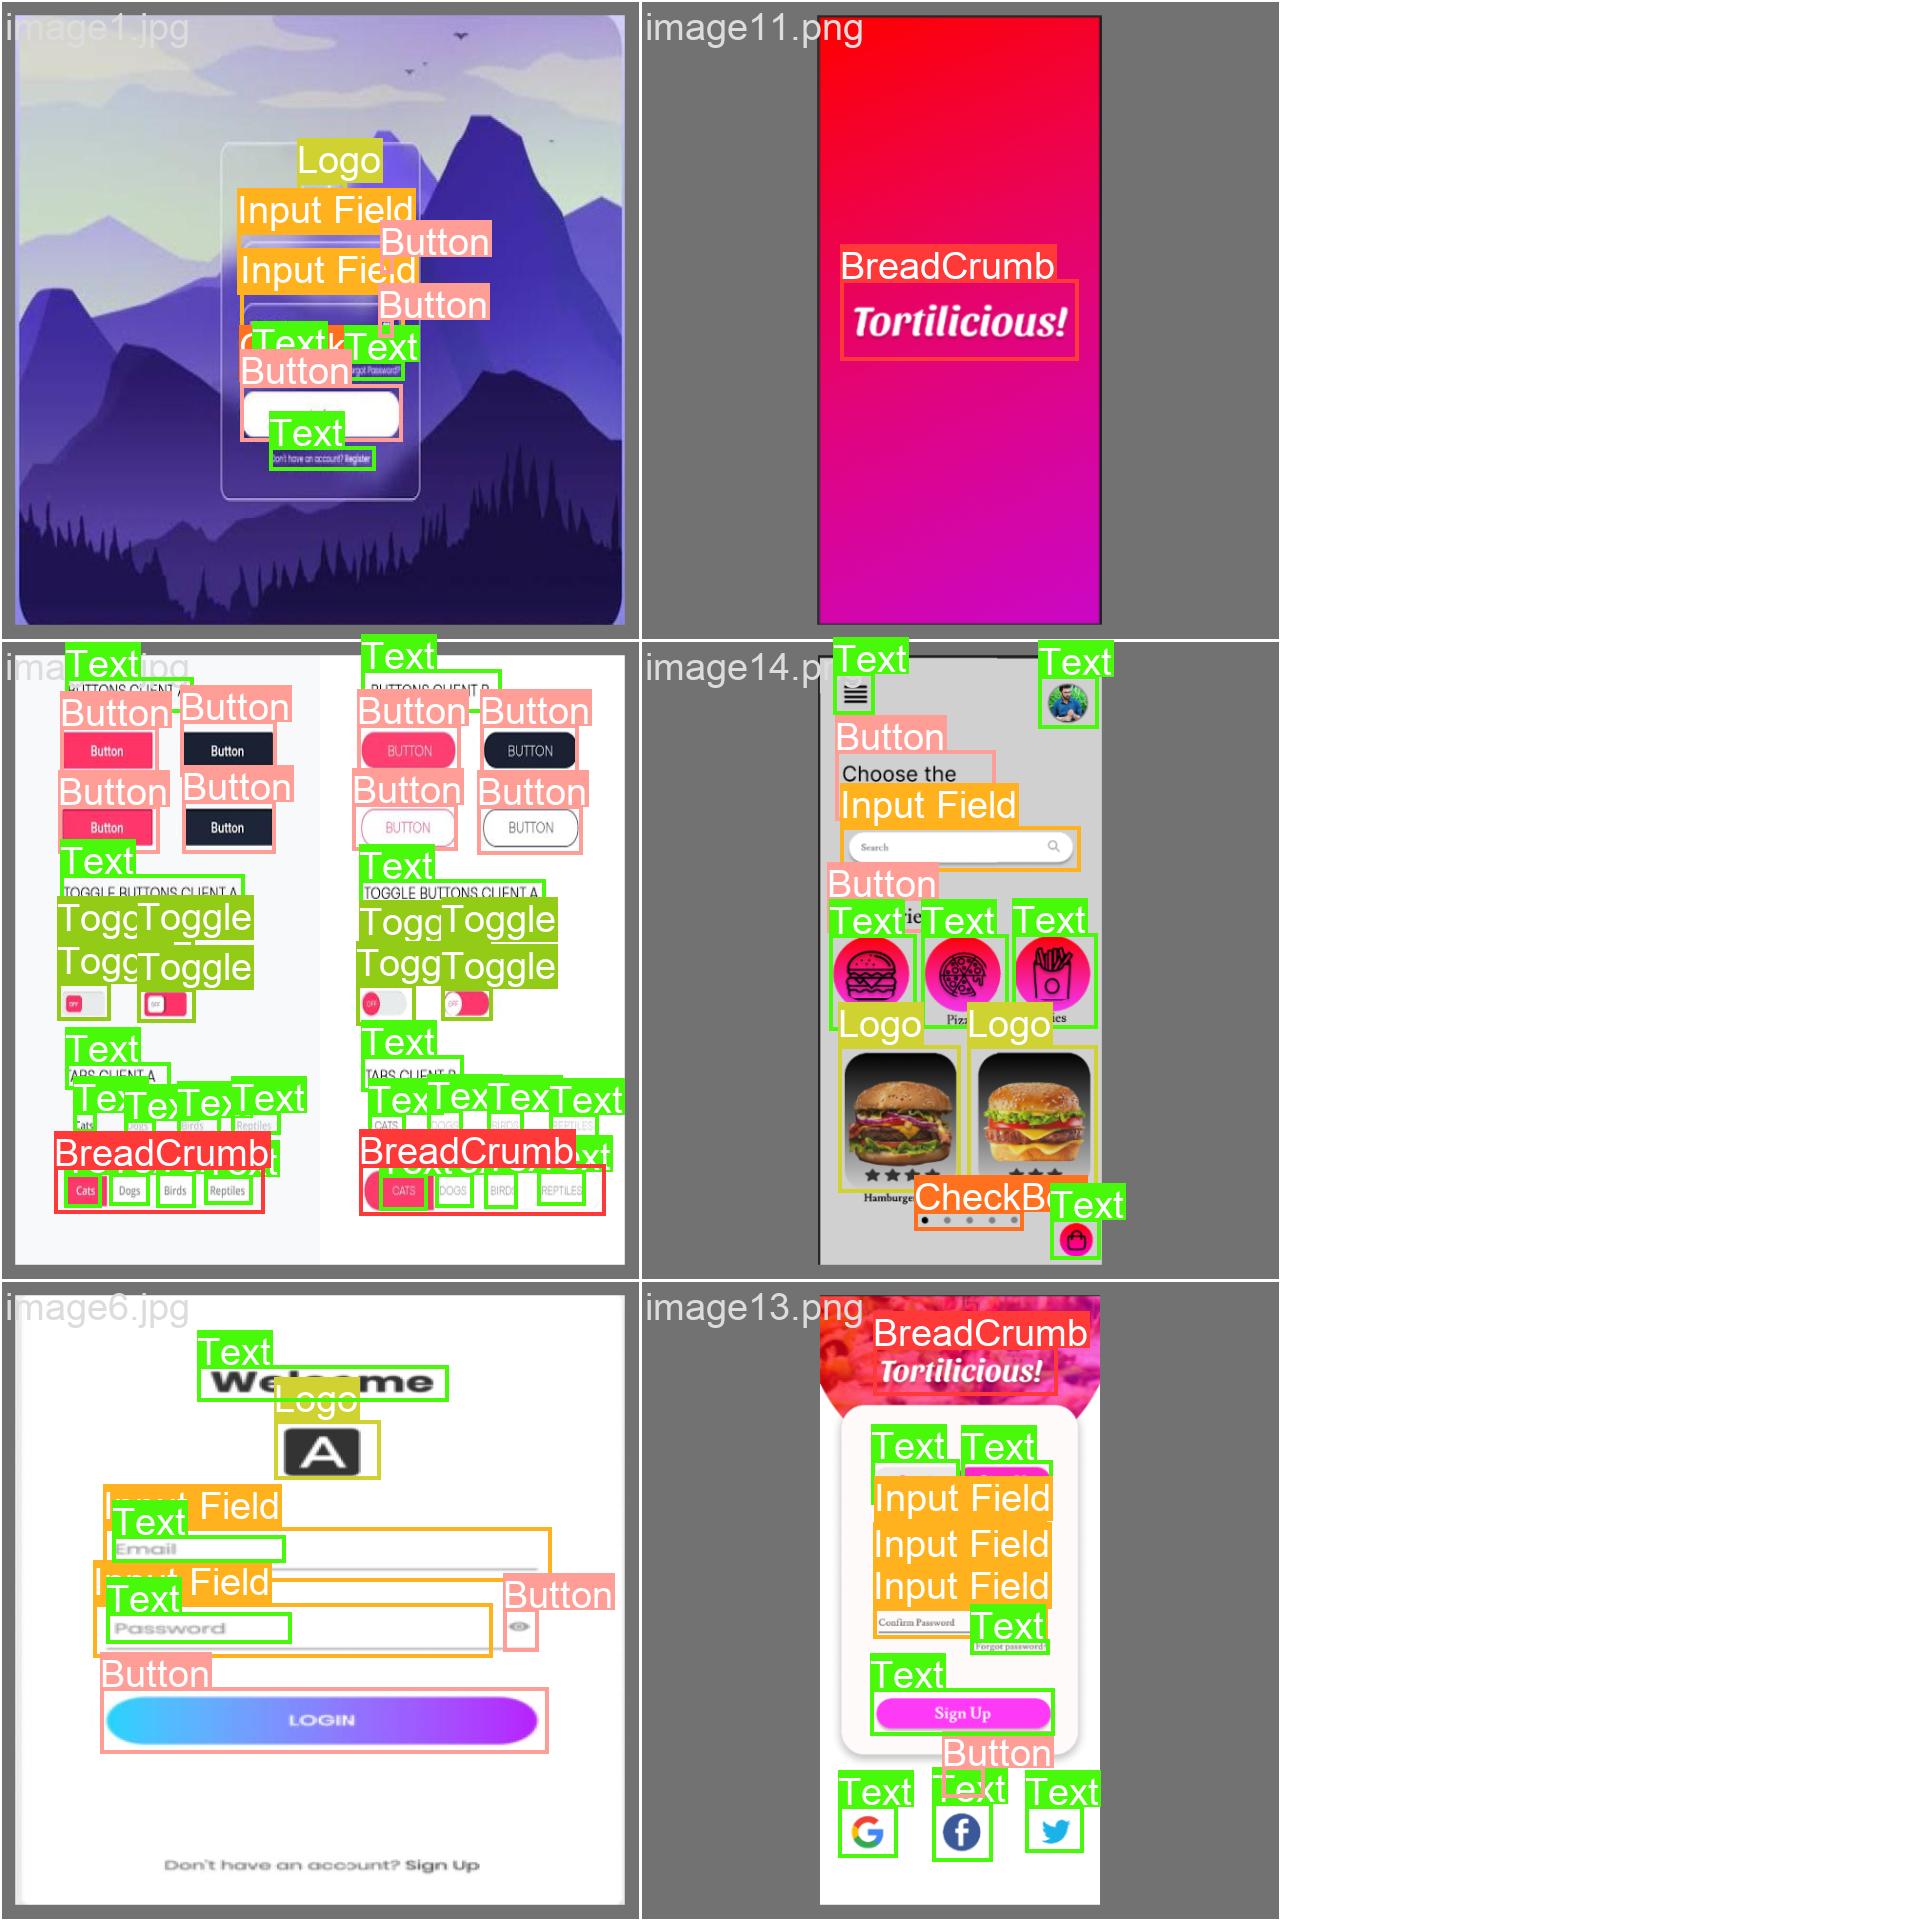 image1.jpg
Logo
Input Field
Button
Input Field
Button
Text
Text
Button
rgot Password?
Text
Don't have an account? Register
image11.png
BreadCrumb
Tortilicious!
Text
Text
BUTTONS CLIENT A
BUTTONS CLIENT B
Button
Button
Button
Button
Button
Button
BUTTON
BUTTON
Button
Button
Button
Button
Button
Button
BUTTON
BUTTON
Text
Text
TOGGLE BUTTONS CLIENT A
TOGGLE BUTTONS CLIENT A
Togg
Toggle
Togg
Toggle
Togg
Toggle
Togg
Toggle
OFF
OFF
OFF
OFF
Text
Text
TABS CLIENT A
TABS CLIENT B
Tex
Tex
Tex
Text
Tex
Tex
Tex
Text
Cats
Dogs
Birds
Reptiles
CATS
DOGS
BIRDS
REPTILES
BreadCrumb
BreadCrumb
Cats
Dogs
Birds
Reptiles
CATS
DOGS
BIRDS
REPTILES
image14.p
Text
Text
Button
Choose the
Input Field
Search
Button
Text
Text
Text
Pizz
ies
Logo
Logo
Hamburge
CheckBo
Text
image6.jpg
Text
Welcome
Logo
A
Input Field
Text
Email
Input Field
Text
Password
Button
Button
LOGIN
Don't have an account? Sign Up
image13.png
BreadCrumb
Tortilicious!
Text
Text
Input Field
Input Field
Input Field
Confirm Password
Text
Forgot password?
Text
Sign Up
Button
Text
Text
Text